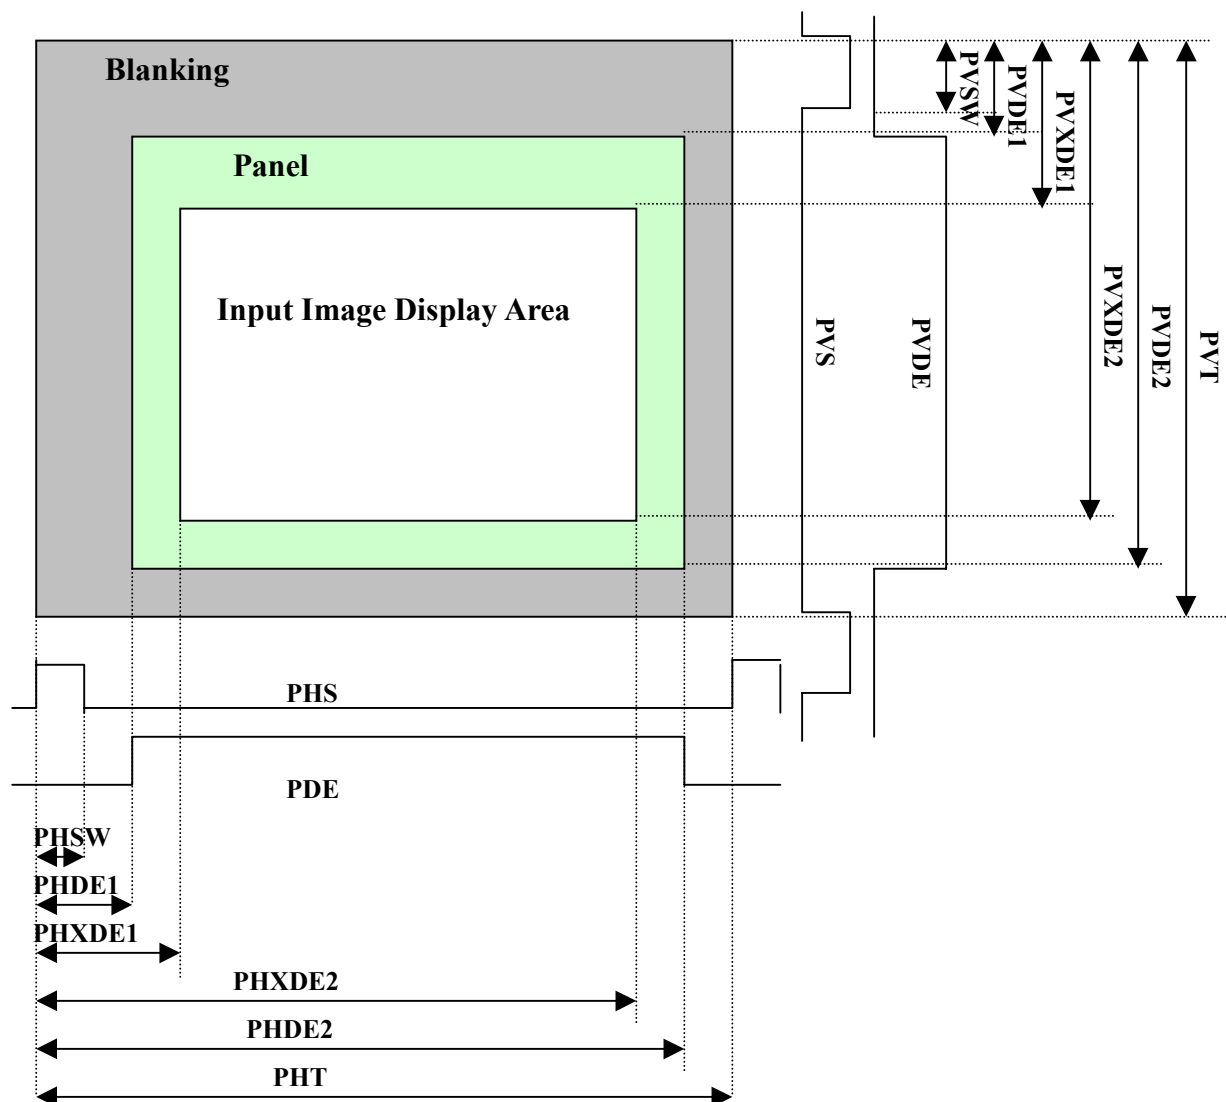 Blanking
Panel
Input Image Display Area
PVSW
PVDE1
PVXDE1
PVS
PVDE
PVXDE2
PVDE2
PVT
PHS
PDE
PHSW
PHDE1
PHXDE1
PHXDE2
PHDE2
PHT